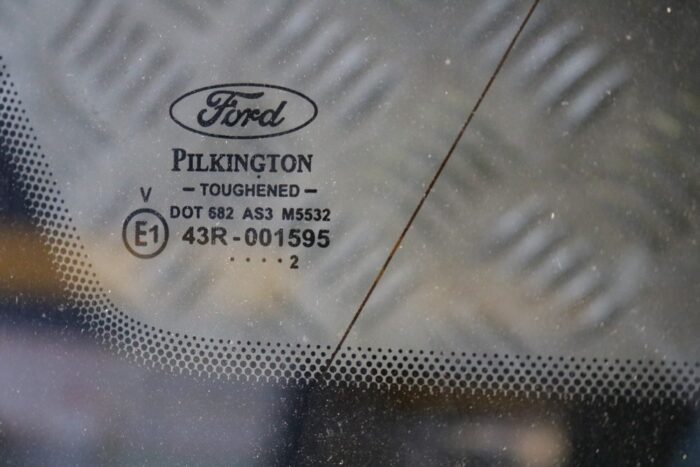 Ford
PILKINGTON
– TOUGHENED –
V
DOT 682 AS3 M5532
E1 43R-001595
· · · · 2